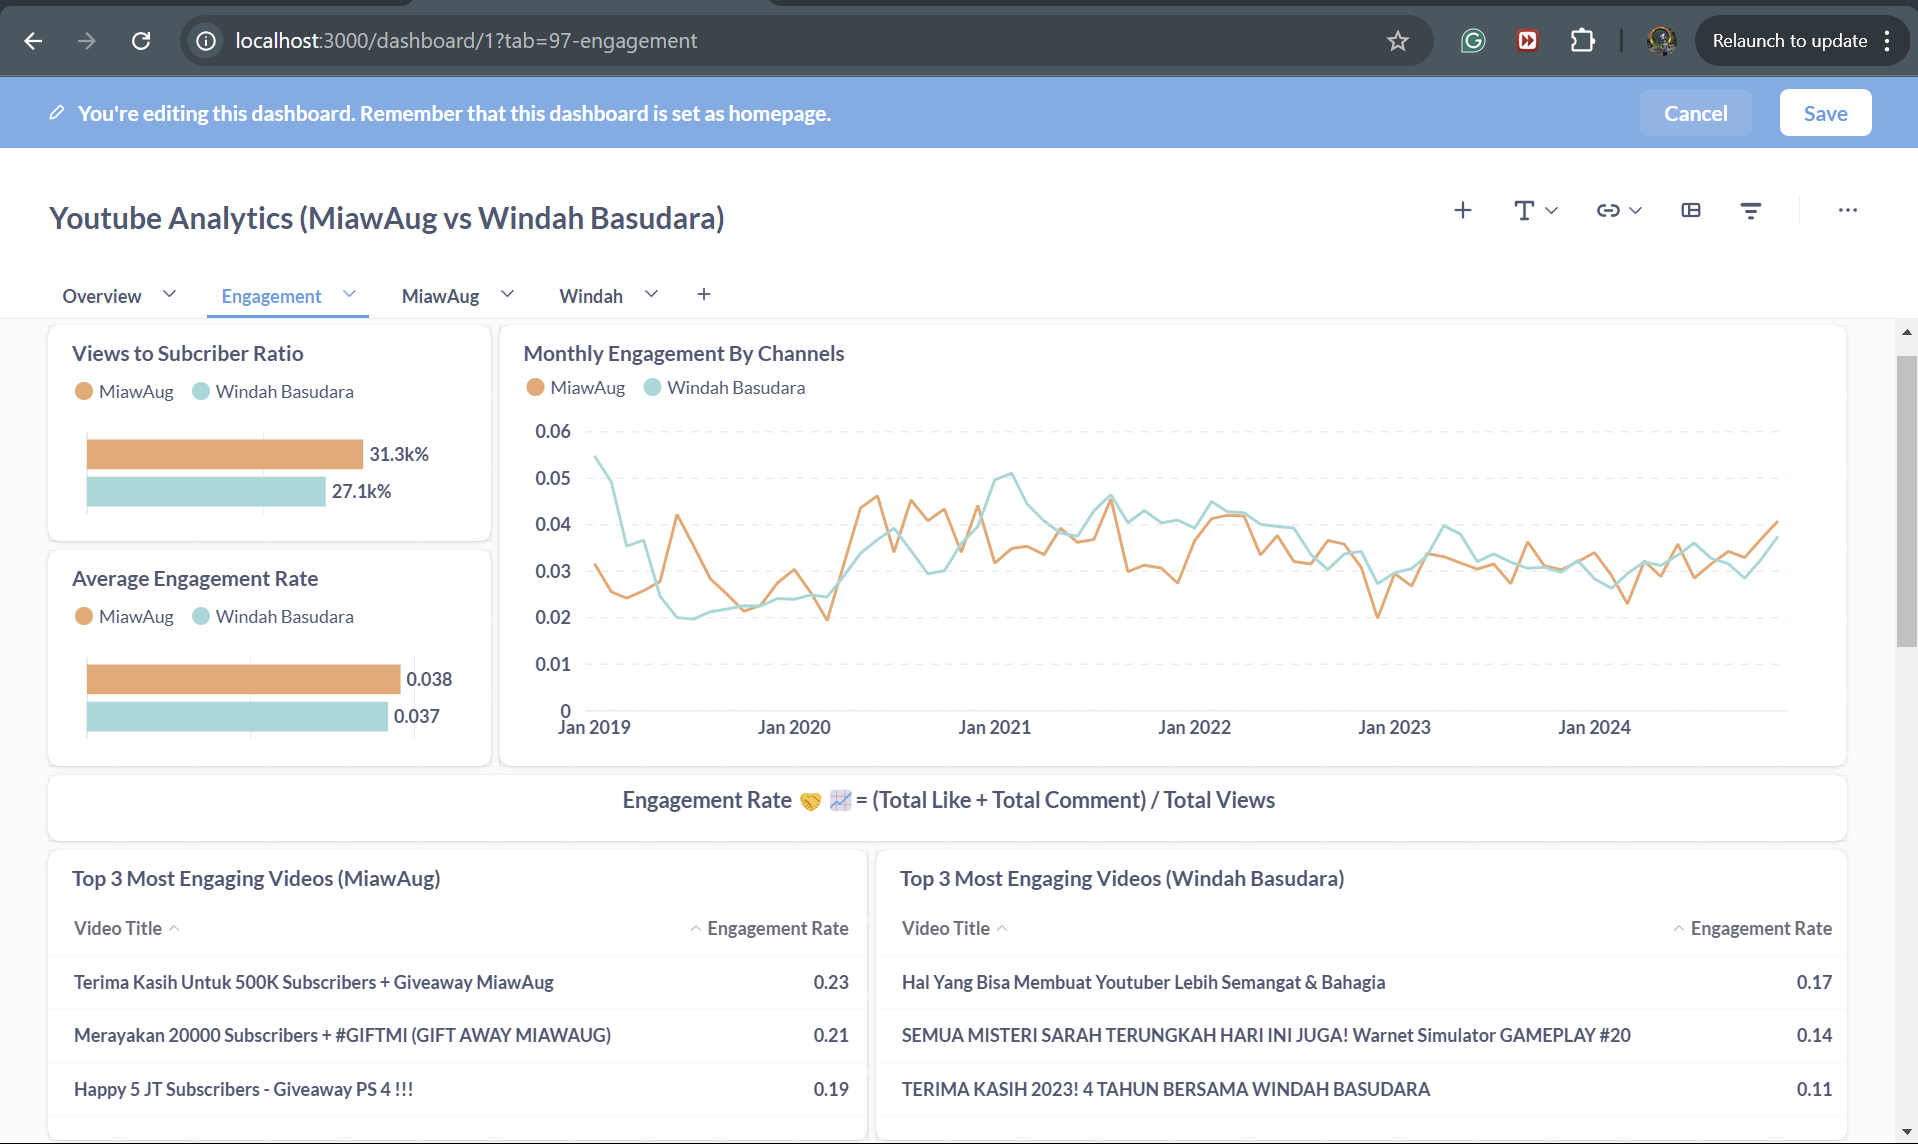 localhost:3000/dashboard/1?tab=97-engagement
Relaunch to update
You're editing this dashboard. Remember that this dashboard is set as homepage.
Cancel
Save
Youtube Analytics (MiawAug vs Windah Basudara)
Overview
Engagement
MiawAug
Windah
Views to Subcriber Ratio
MiawAug
Windah Basudara
31.3k%
27.1k%
Average Engagement Rate
MiawAug
Windah Basudara
0.038
0.037
Monthly Engagement By Channels
MiawAug
Windah Basudara
0.06
0.05
0.04
0.03
0.02
0.01
0
Jan 2019
Jan 2020
Jan 2021
Jan 2022
Jan 2023
Jan 2024
Engagement Rate 🤝 📈 = (Total Like + Total Comment) / Total Views
Top 3 Most Engaging Videos (MiawAug)
Video Title
Engagement Rate
Terima Kasih Untuk 500K Subscribers + Giveaway MiawAug
0.23
Merayakan 20000 Subscribers + #GIFTMI (GIFT AWAY MIAWAUG)
0.21
Happy 5 JT Subscribers - Giveaway PS 4 !!!
0.19
Top 3 Most Engaging Videos (Windah Basudara)
Video Title
Engagement Rate
Hal Yang Bisa Membuat Youtuber Lebih Semangat & Bahagia
0.17
SEMUA MISTERI SARAH TERUNGKAH HARI INI JUGA! Warnet Simulator GAMEPLAY #20
0.14
TERIMA KASIH 2023! 4 TAHUN BERSAMA WINDAH BASUDARA
0.11